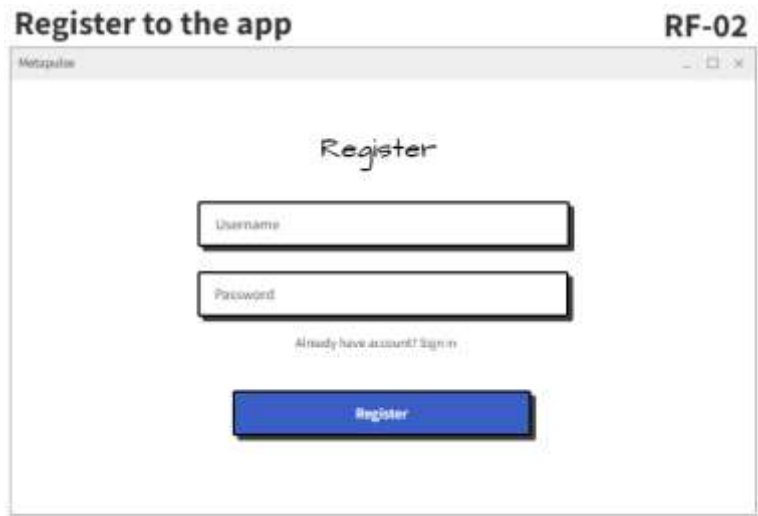 Register to the app
RF-02
Metapulse
Register
Username
Password
Already have account? Sign in
Register